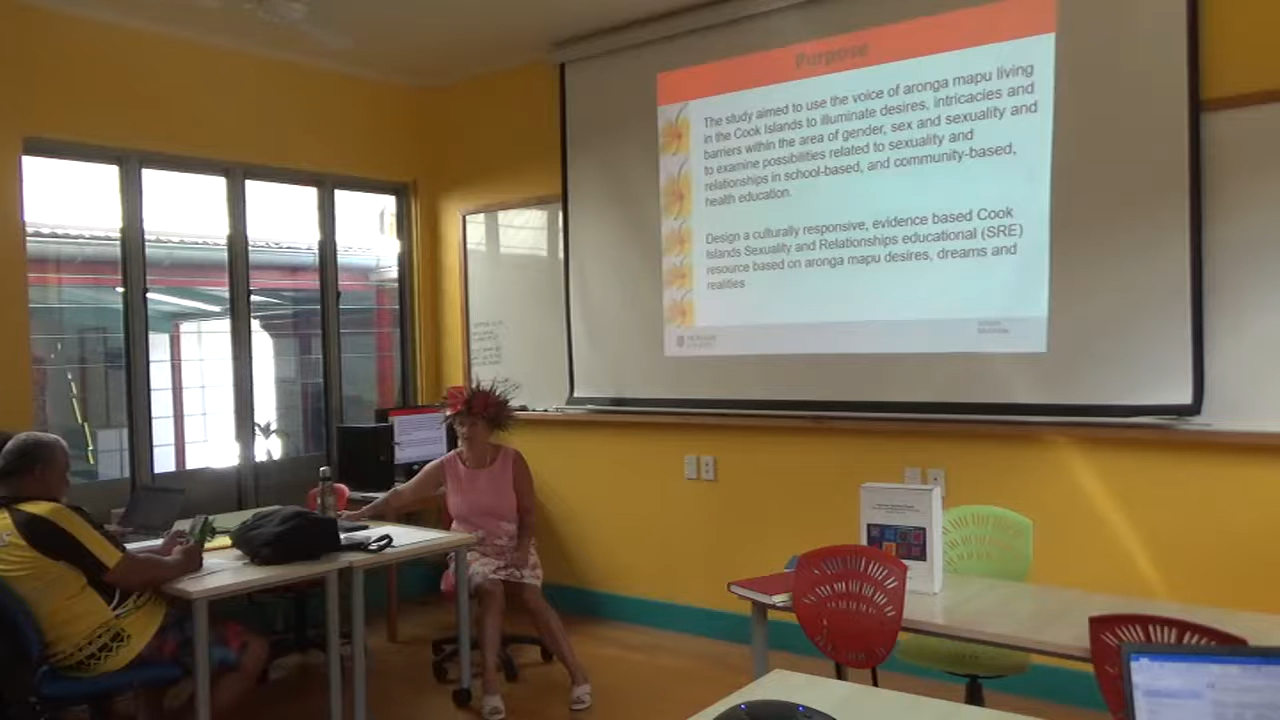 Purpose
The study aimed to use the voice of aronga mapu living
in the Cook Islands to illuminate desires, intricacies and
barriers within the area of gender, sex and sexuality and
to examine possibilities related to sexuality and
relationships in school-based, and community-based,
health education.
Design a culturally responsive, evidence based Cook
Islands Sexuality and Relationships educational (SRE)
resource based on aronga mapu desires, dreams and
realities